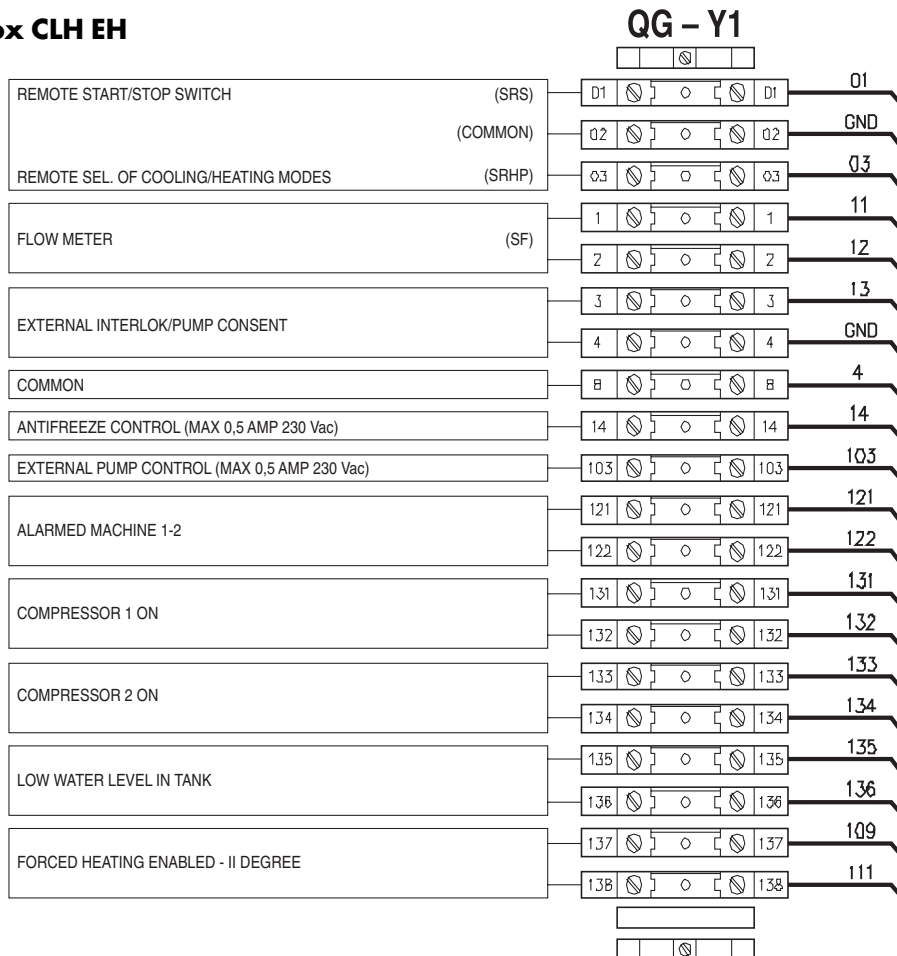 ox CLH EH
QG – Y1
REMOTE START/STOP SWITCH (SRS) D1 D1 01
(COMMON) 02 02 GND
REMOTE SEL. OF COOLING/HEATING MODES (SRHP) 03 03 03
1 1 11
FLOW METER (SF)
2 2 12
3 3 13
EXTERNAL INTERLOK/PUMP CONSENT
4 4 GND
COMMON 8 8 4
ANTIFREEZE CONTROL (MAX 0,5 AMP 230 Vac) 14 14 14
EXTERNAL PUMP CONTROL (MAX 0,5 AMP 230 Vac) 103 103 103
121 121 121
ALARMED MACHINE 1-2
122 122 122
131 131 131
COMPRESSOR 1 ON
132 132 132
133 133 133
COMPRESSOR 2 ON
134 134 134
135 135 135
LOW WATER LEVEL IN TANK
136 136 136
137 137 109
FORCED HEATING ENABLED - II DEGREE
138 138 111